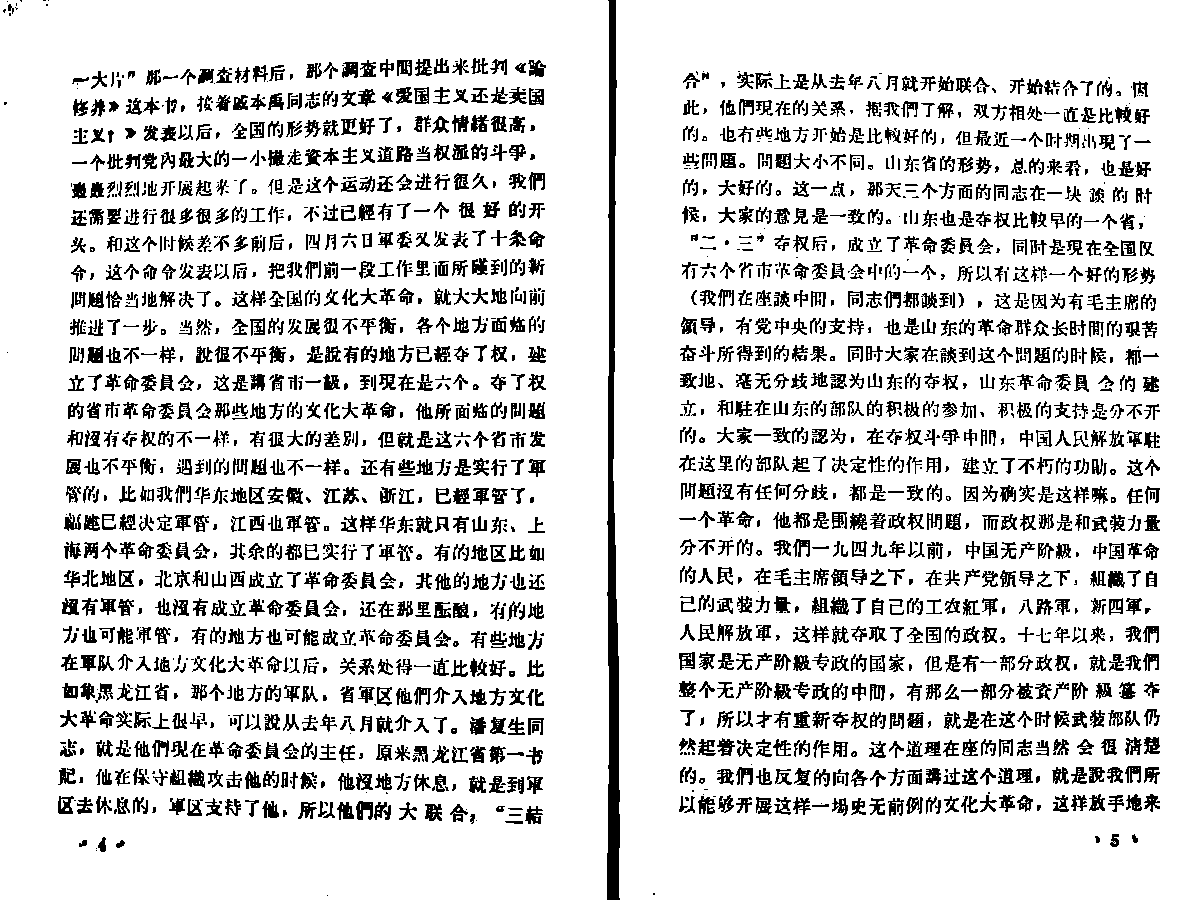 一大片”那一个調查材料后，那个調查中間提出来批判《論
修养》这本书，接着戚本禹同志的文章《爱国主义还是卖国
主义？》发表以后，全国的形势就更好了，群众情緒很高，
一个批判党內最大的一小撮走資本主义道路当权派的斗爭，
轰轰烈烈地开展起来了。但是这个运动还会进行很久，我們
还需要进行很多很多的工作，不过已經有了一个很好的开
头。和这个时候差不多前后，四月六日軍委又发表了十条命
令，这个命令发表以后，把我們前一段工作里面所碰到的新
問題恰当地解决了。这样全国的文化大革命，就大大地向前
推进了一步。当然，全国的发展很不平衡，各个地方面临的
問題也不一样，說很不平衡，是說有的地方已經夺了权，建
立了革命委員会，这是講省市一級，到現在是六个。夺了权
的省市革命委員会那些地方的文化大革命，他所面临的問題
和沒有夺权的不一样，有很大的差別，但就是这六个省市发
展也不平衡，遇到的問題也不一样。还有些地方是实行了軍
管的，比如我們华东地区安徽、江苏、浙江，已經軍管了，
福建已經决定軍管，江西也軍管。这样华东就只有山东、上
海两个革命委員会，其余的都已实行了軍管。有的地区比如
华北地区，北京和山西成立了革命委員会，其他的地方也还
沒有軍管，也沒有成立革命委員会，还在那里酝酿，有的地
方也可能軍管，有的地方也可能成立革命委員会。有些地方
在軍队介入地方文化大革命以后，关系处得一直比較好。比
如象黑龙江省，那个地方的軍队，省軍区他們介入地方文化
大革命实际上很早，可以說从去年八月就介入了。潘复生同
志，就是他們現在革命委員会的主任，原来黑龙江省第一书
記，他在保守組織攻击他的时候，他沒地方休息，就是到軍
区去休息的，軍区支持了他，所以他們的大联合，“三結
·4·
合”，实际上是从去年八月就开始联合、开始結合了的。因
此，他們現在的关系，据我們了解，双方相处一直是比較好
的。也有些地方开始是比較好的，但最近一个时期出現了一
些問題。問題大小不同。山东省的形势，总的来看，也是好
的，大好的。这一点，那天三个方面的同志在一块談的时
候，大家的意見是一致的。山东也是夺权比較早的一个省，
“二·三”夺权后，成立了革命委員会，同时是現在全国仅
有六个省市革命委員会中的一个，所以有这样一个好的形势
（我們在座談中間，同志們都談到），这是因为有毛主席的
領导，有党中央的支持，也是山东的革命群众长时間的艰苦
奋斗所得到的結果。同时大家在談到这个問題的时候，都一
致地、毫无分歧地認为山东的夺权，山东革命委員会的建
立，和駐在山东的部队的积极的参加、积极的支持是分不开
的。大家一致的認为，在夺权斗爭中間，中国人民解放軍駐
在这里的部队起了决定性的作用，建立了不朽的功勋。这个
問題沒有任何分歧，都是一致的。因为确实是这样嘛。任何
一个革命，他都是围繞着政权問題，而政权那是和武装力量
分不开的。我們一九四九年以前，中国无产阶級，中国革命
的人民，在毛主席領导之下，在共产党領导之下，組織了自
己的武装力量，組織了自己的工农紅軍，八路軍，新四軍，
人民解放軍，这样就夺取了全国的政权。十七年以来，我們
国家是无产阶級专政的国家，但是有一部分政权，就是我們
整个无产阶級专政的中間，有那么一部分被資产阶級篡夺
了，所以才有重新夺权的問題，就是在这个时候武装部队仍
然起着决定性的作用。这个道理在座的同志当然会很清楚
的。我們也反复的向各个方面講过这个道理，就是說我們所
以能够开展这样一場史无前例的文化大革命，这样放手地来
·5·